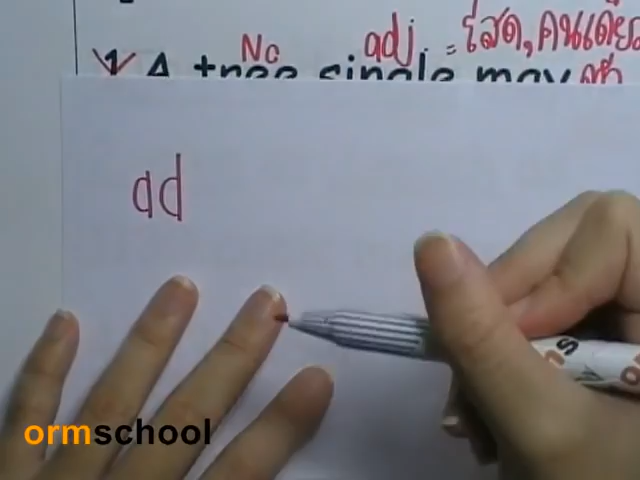 No adj. = โสด, คนเดียว
1 A tree single may
ad
ormschool